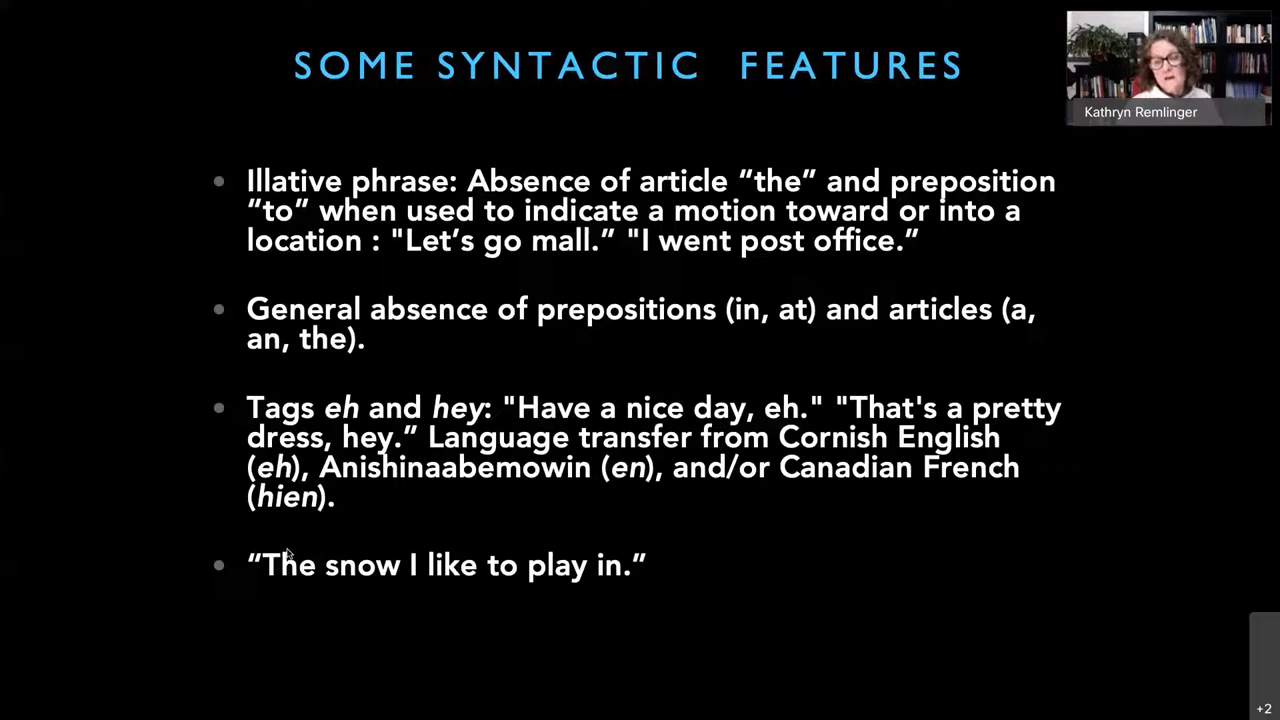 SOME SYNTACTIC FEATURES
Kathryn Remlinger
• Illative phrase: Absence of article “the” and preposition
“to” when used to indicate a motion toward or into a
location : "Let’s go mall.” "I went post office.”
• General absence of prepositions (in, at) and articles (a,
an, the).
• Tags eh and hey: "Have a nice day, eh." "That's a pretty
dress, hey.” Language transfer from Cornish English
(eh), Anishinaabemowin (en), and/or Canadian French
(hien).
• “The snow I like to play in.”
+2